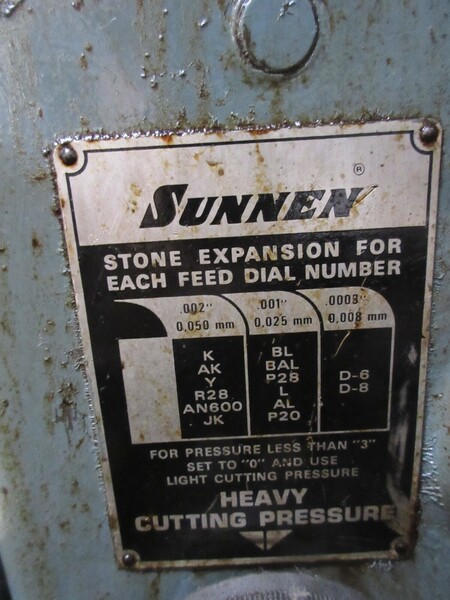 SUNNEN ®
STONE EXPANSION FOR
EACH FEED DIAL NUMBER
.002" .001" .0003"
0,050 mm 0,025 mm 0,008 mm
K BL D-6
AK BAL D-8
Y P28
R28 L
AN600 AL
JK P20
FOR PRESSURE LESS THAN "3"
SET TO "0" AND USE
LIGHT CUTTING PRESSURE
HEAVY
CUTTING PRESSURE